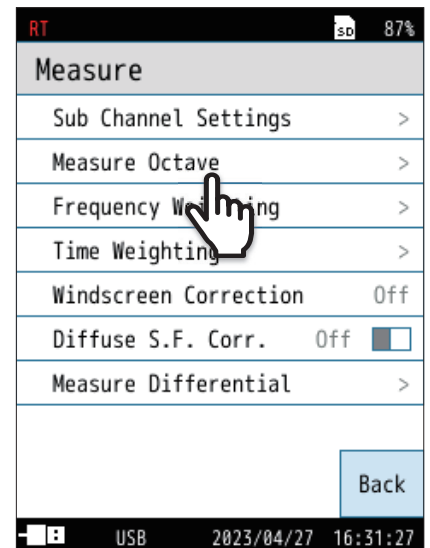 RT SD 87%
Measure
Sub Channel Settings >
Measure Octave >
Frequency Weighting >
Time Weighting >
Windscreen Correction Off
Diffuse S.F. Corr. Off
Measure Differential >
Back
USB 2023/04/27 16:31:27